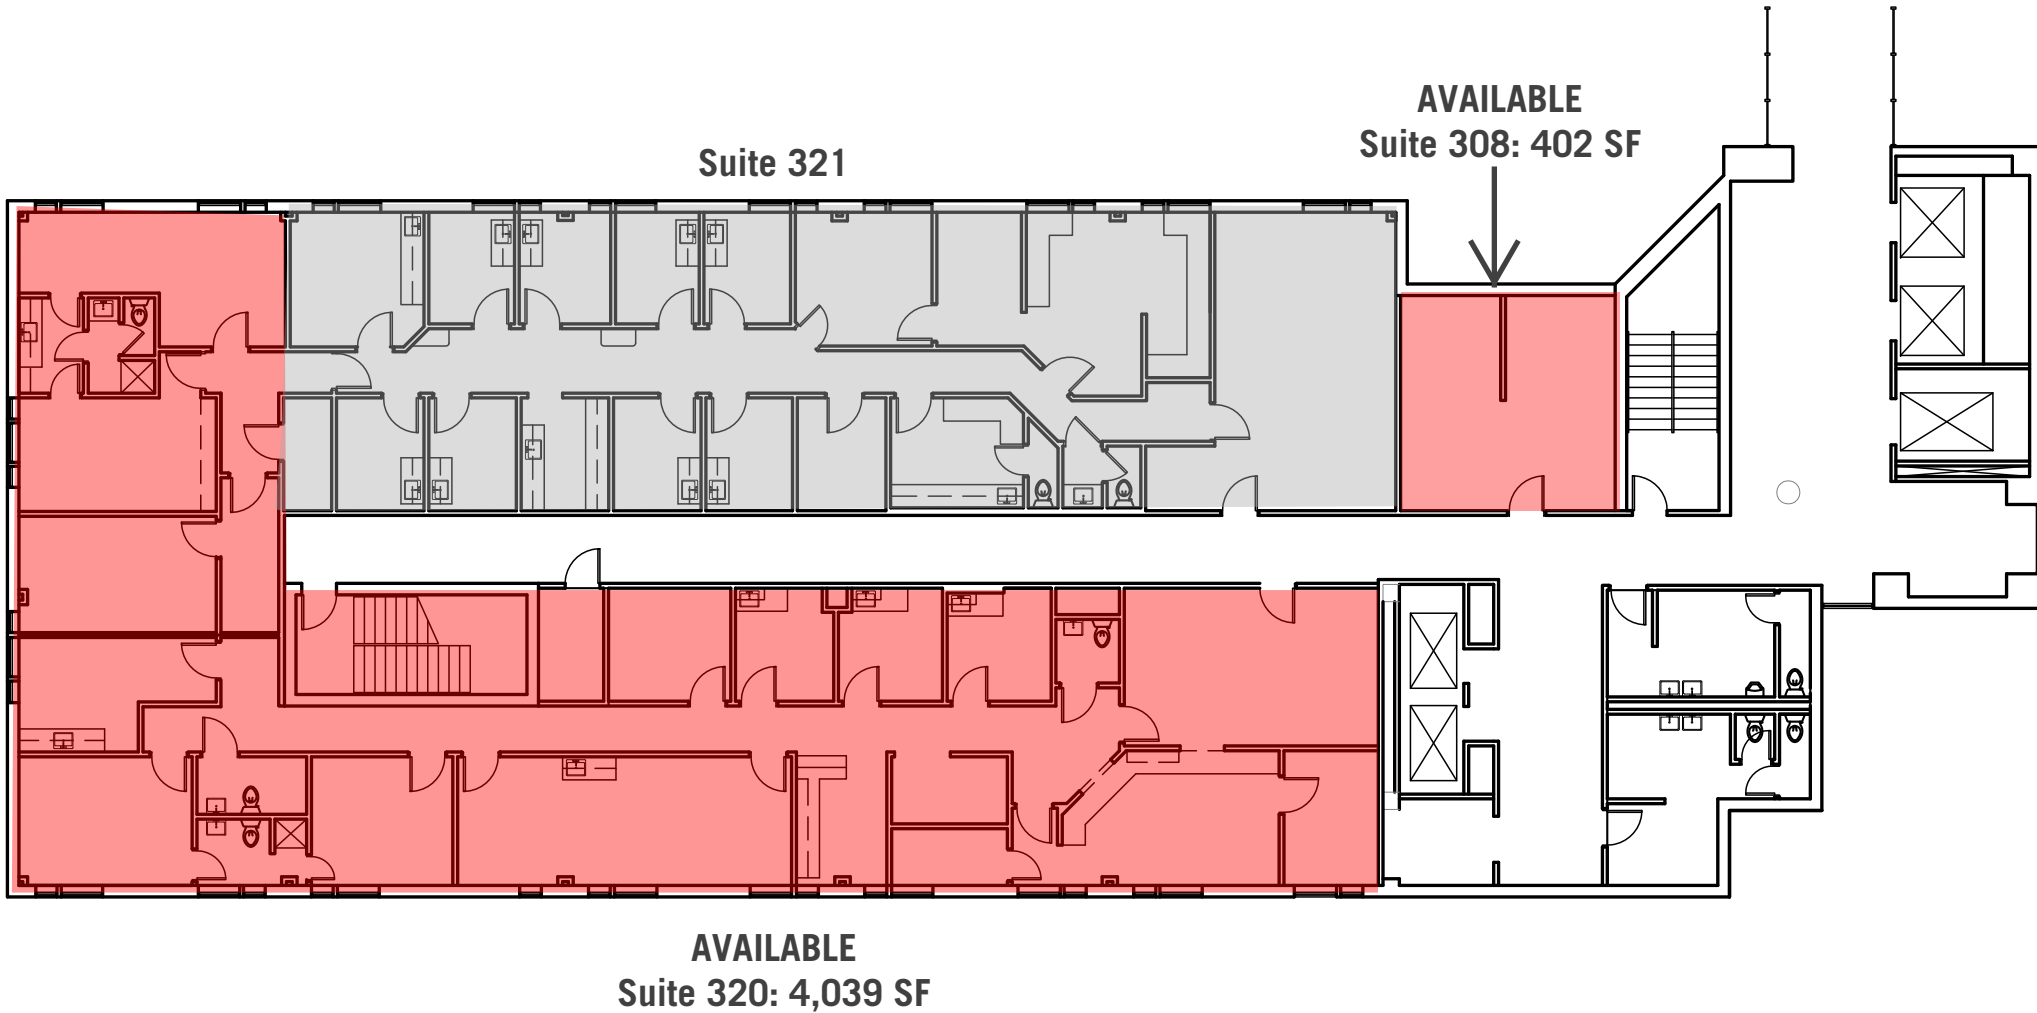 AVAILABLE
Suite 308: 402 SF
Suite 321
AVAILABLE
Suite 320: 4,039 SF